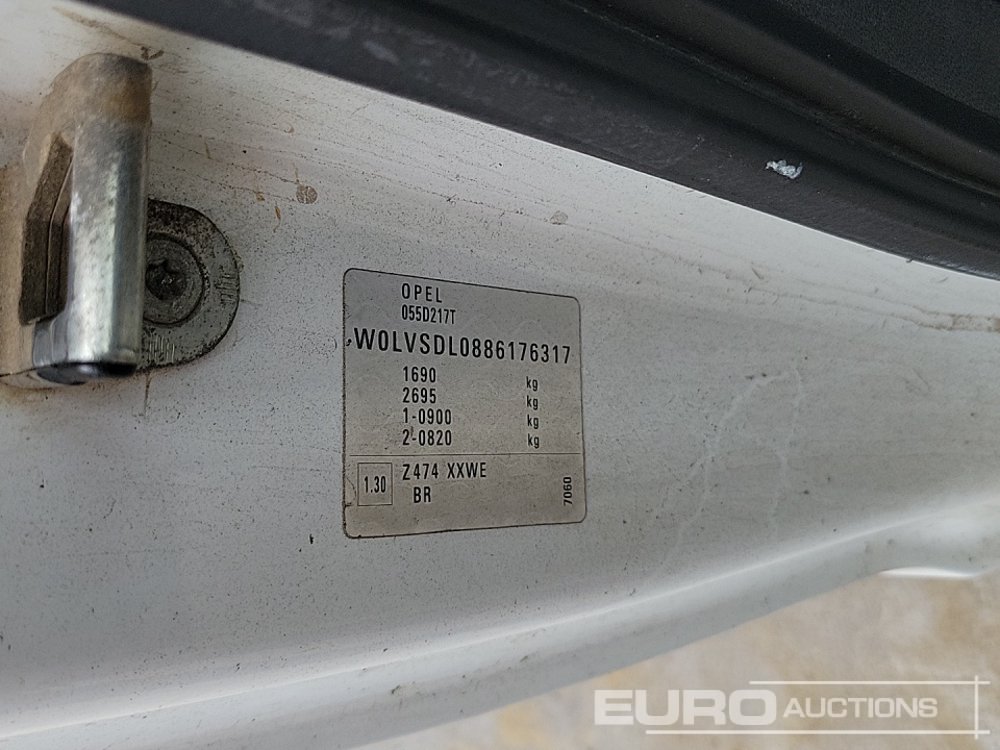 OPEL
055D217T
W0LVSDL0886176317
1690 kg
2695 kg
1-0900 kg
2-0820 kg
1.30 Z474 XXWE
BR
7060
EURO AUCTIONS